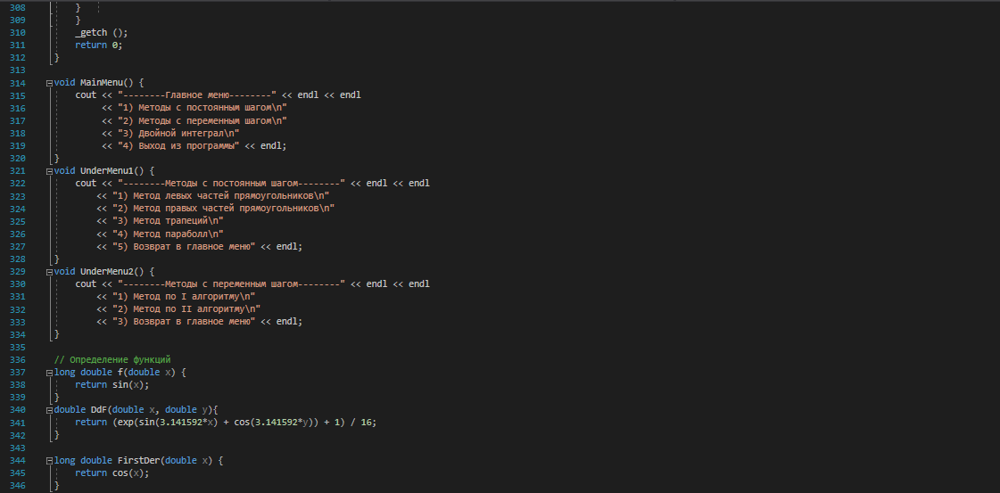 308 }
309 }
310 _getch ();
311 return 0;
312 }
313
314 void MainMenu() {
315 cout << "--------Главное меню--------" << endl << endl
316 << "1) Методы с постоянным шагом\n"
317 << "2) Методы с переменным шагом\n"
318 << "3) Двойной интеграл\n"
319 << "4) Выход из программы" << endl;
320 }
321 void UnderMenu1() {
322 cout << "--------Методы с постоянным шагом--------" << endl << endl
323 << "1) Метод левых частей прямоугольников\n"
324 << "2) Метод правых частей прямоугольников\n"
325 << "3) Метод трапеций\n"
326 << "4) Метод параболл\n"
327 << "5) Возврат в главное меню" << endl;
328 }
329 void UnderMenu2() {
330 cout << "--------Методы с переменным шагом--------" << endl << endl
331 << "1) Метод по I алгоритму\n"
332 << "2) Метод по II алгоритму\n"
333 << "3) Возврат в главное меню" << endl;
334 }
335
336 // Определение функций
337 long double f(double x) {
338 return sin(x);
339 }
340 double DdF(double x, double y){
341 return (exp(sin(3.141592*x) + cos(3.141592*y)) + 1) / 16;
342 }
343
344 long double FirstDer(double x) {
345 return cos(x);
346 }